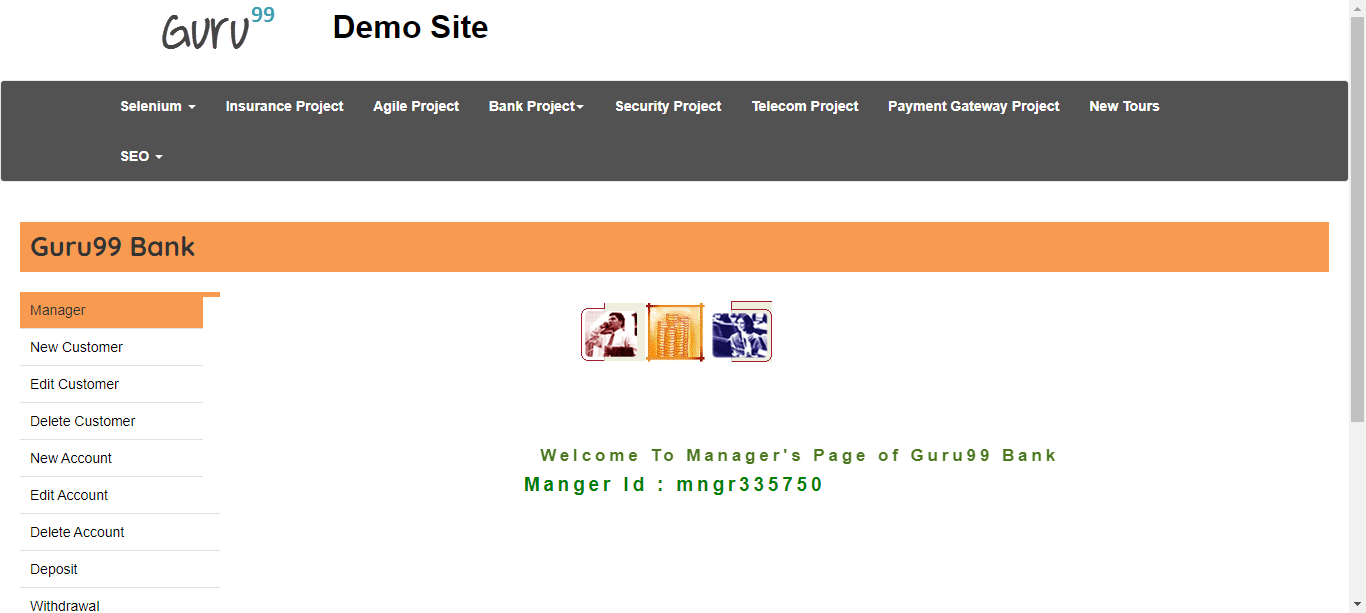 Guru99 Demo Site
Selenium Insurance Project Agile Project Bank Project Security Project Telecom Project Payment Gateway Project New Tours
SEO
Guru99 Bank
Manager
New Customer
Edit Customer
Delete Customer
New Account
Edit Account
Delete Account
Deposit
Withdrawal
Welcome To Manager's Page of Guru99 Bank
Manger Id : mngr335750